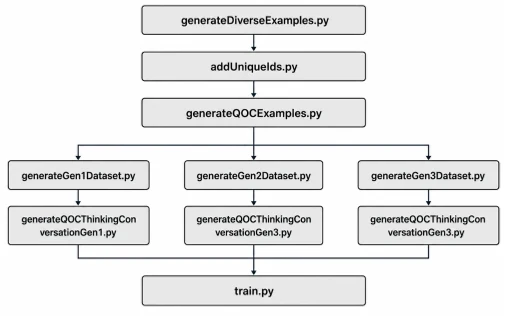 generateDiverseExamples.py
addUniqueIds.py
generateQOCExamples.py
generateGen1Dataset.py
generateGen2Dataset.py
generateGen3Dataset.py
generateQOCThinkingCon
versationGen1.py
generateQOCThinkingCon
versationGen3.py
generateQOCThinkingCon
versationGen3.py
train.py